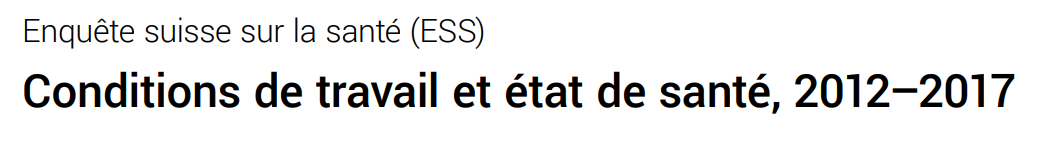 Enquête suisse sur la santé (ESS)
Conditions de travail et état de santé, 2012–2017